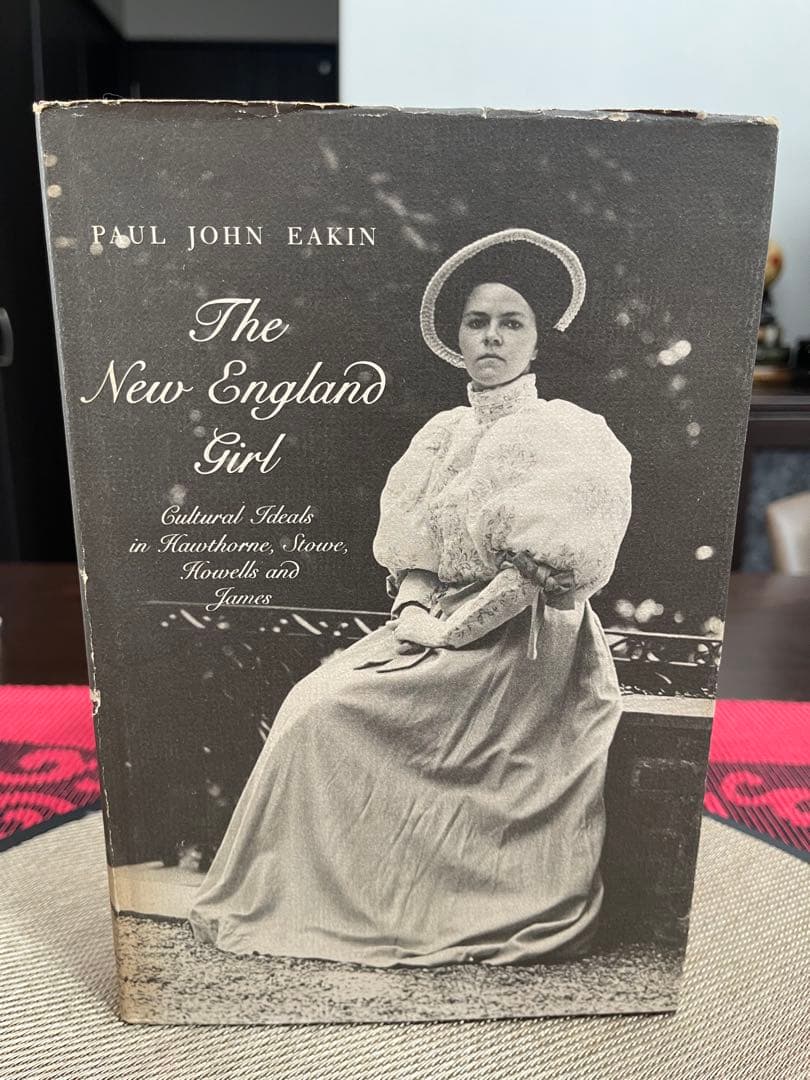 PAUL JOHN EAKIN
The
New England
Girl
Cultural Ideals
in Hawthorne, Stowe,
Howells and
James